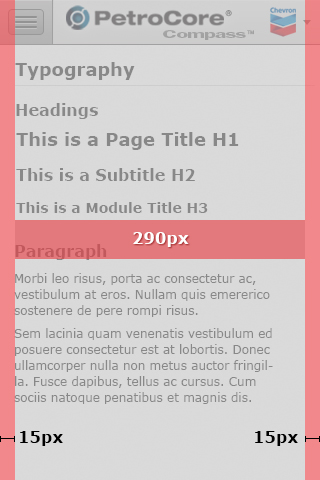 PetroCore®
Compass™
Chevron
Typography
Headings
This is a Page Title H1
This is a Subtitle H2
This is a Module Title H3
290px
Paragraph
Morbi leo risus, porta ac consectetur ac,
vestibulum at eros. Nullam quis emererico
sostenere de pere rompi risus.
Sem lacinia quam venenatis vestibulum ed
posuere consectetur est at lobortis. Donec
ullamcorper nulla non metus auctor fringil-
la. Fusce dapibus, tellus ac cursus. Cum
sociis natoque penatibus et magnis dis.
15px 15px